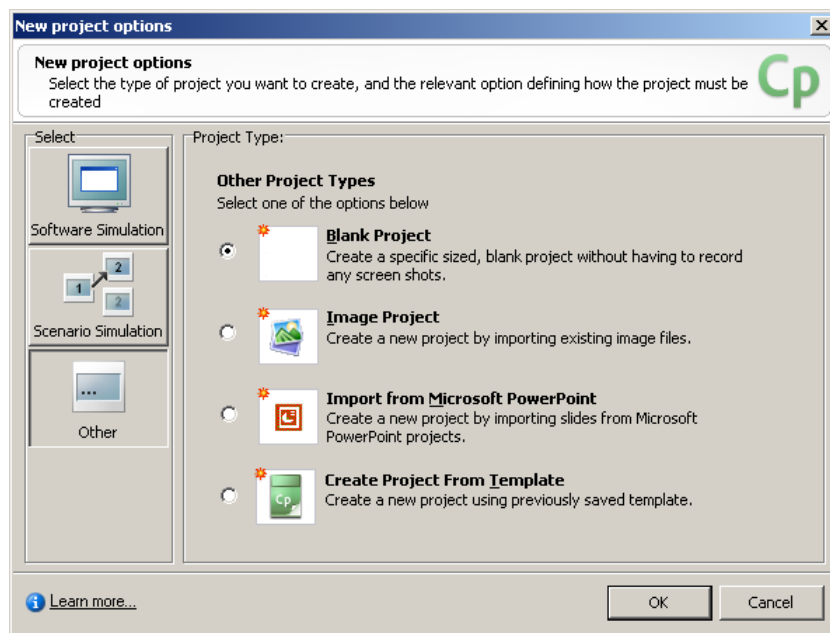 New project options
New project options
Select the type of project you want to create, and the relevant option defining how the project must be
created
Cp
Select
Software Simulation
1
2
2
Scenario Simulation
...
Other
Project Type:
Other Project Types
Select one of the options below
Blank Project
Create a specific sized, blank project without having to record
any screen shots.
Image Project
Create a new project by importing existing image files.
Import from Microsoft PowerPoint
Create a new project by importing slides from Microsoft
PowerPoint projects.
Cp
Create Project From Template
Create a new project using previously saved template.
Learn more...
OK
Cancel